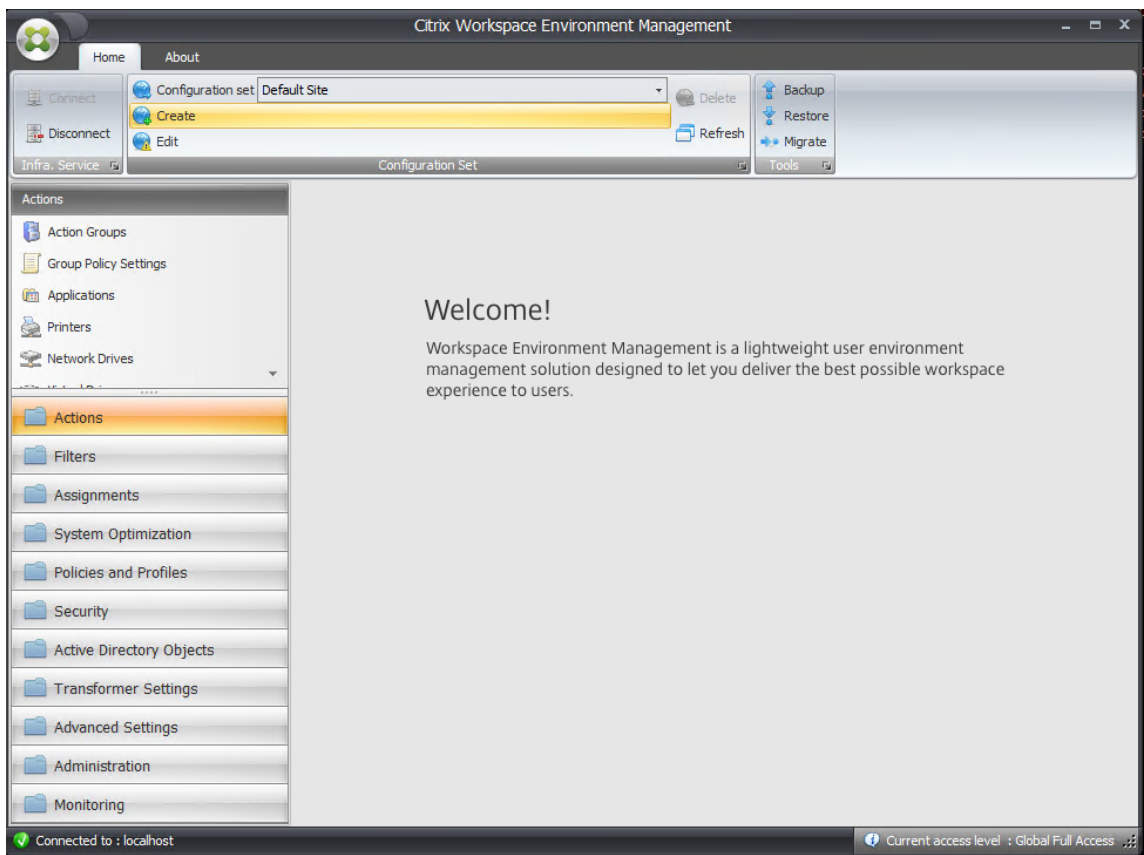 Citrix Workspace Environment Management
Home About
Connect
Disconnect
Infra. Service
Configuration set Default Site
Create
Edit
Delete
Refresh
Configuration Set
Backup
Restore
Migrate
Tools
Actions
Action Groups
Group Policy Settings
Applications
Printers
Network Drives
Actions
Filters
Assignments
System Optimization
Policies and Profiles
Security
Active Directory Objects
Transformer Settings
Advanced Settings
Administration
Monitoring
Welcome!
Workspace Environment Management is a lightweight user environment
management solution designed to let you deliver the best possible workspace
experience to users.
Connected to : localhost
Current access level : Global Full Access